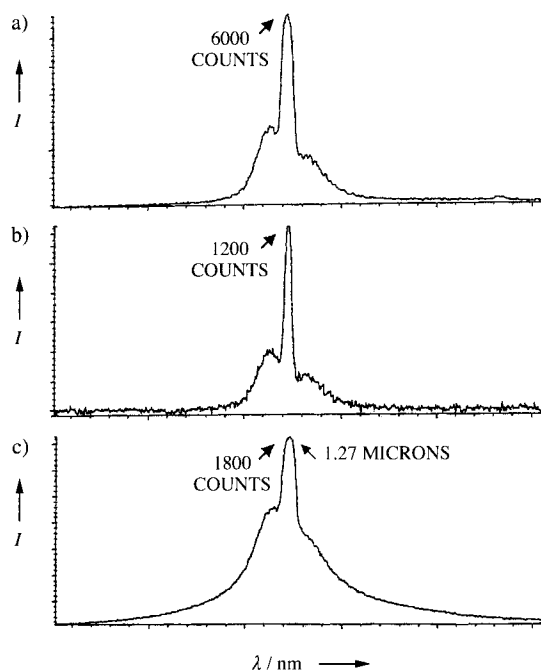 a)
6000
COUNTS
I
b)
1200
COUNTS
I
c)
1800
COUNTS
1.27 MICRONS
I
λ / nm